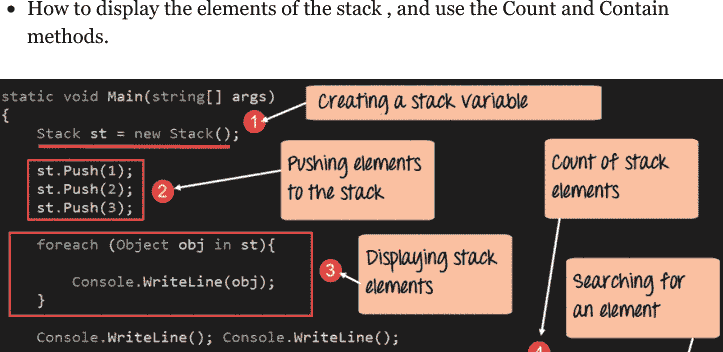 • How to display the elements of the stack , and use the Count and Contain
methods.
static void Main(string[] args)
{
Stack st = new Stack();
1
Creating a stack variable
st.Push(1);
st.Push(2);
st.Push(3);
2
Pushing elements
to the stack
Count of stack
elements
foreach (Object obj in st){
Console.WriteLine(obj);
}
3
Displaying stack
elements
Searching for
an element
Console.WriteLine(); Console.WriteLine();
4